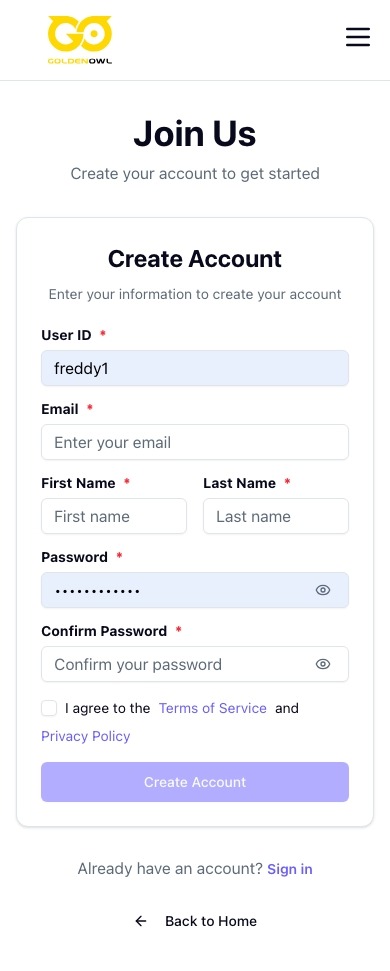 GO
GOLDENOWL
Join Us
Create your account to get started
Create Account
Enter your information to create your account
User ID *
freddy1
Email *
Enter your email
First Name * Last Name *
First name Last name
Password *
••••••••••••
Confirm Password *
Confirm your password
I agree to the Terms of Service and
Privacy Policy
Create Account
Already have an account? Sign in
← Back to Home